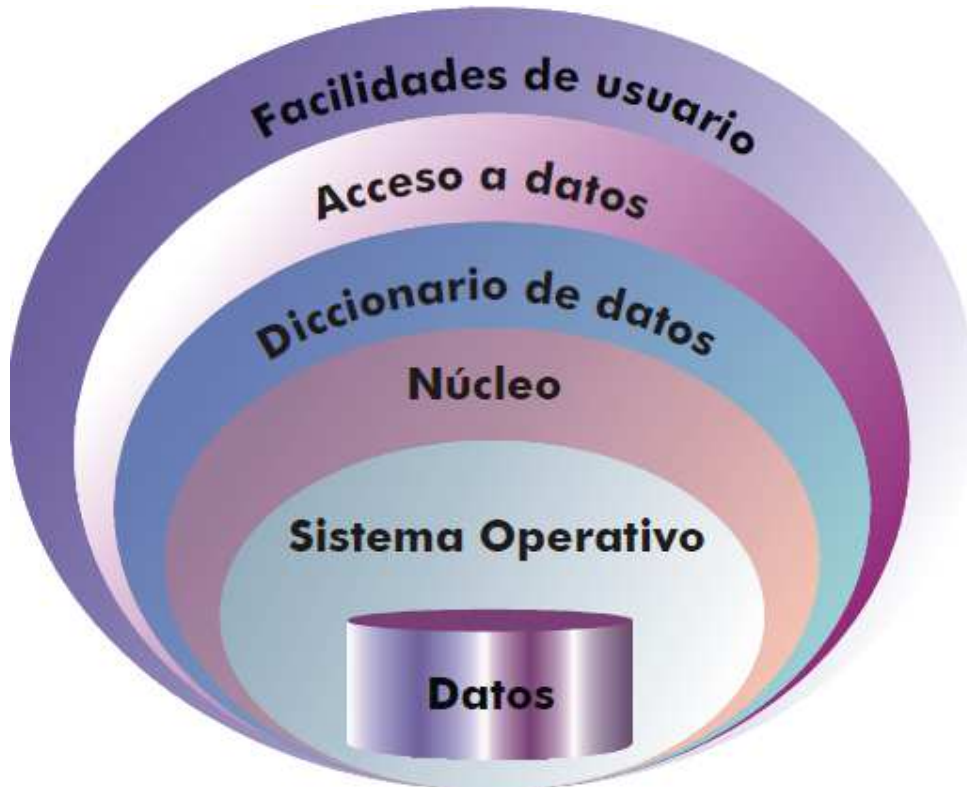 Facilidades de usuario
Acceso a datos
Diccionario de datos
Núcleo
Sistema Operativo
Datos